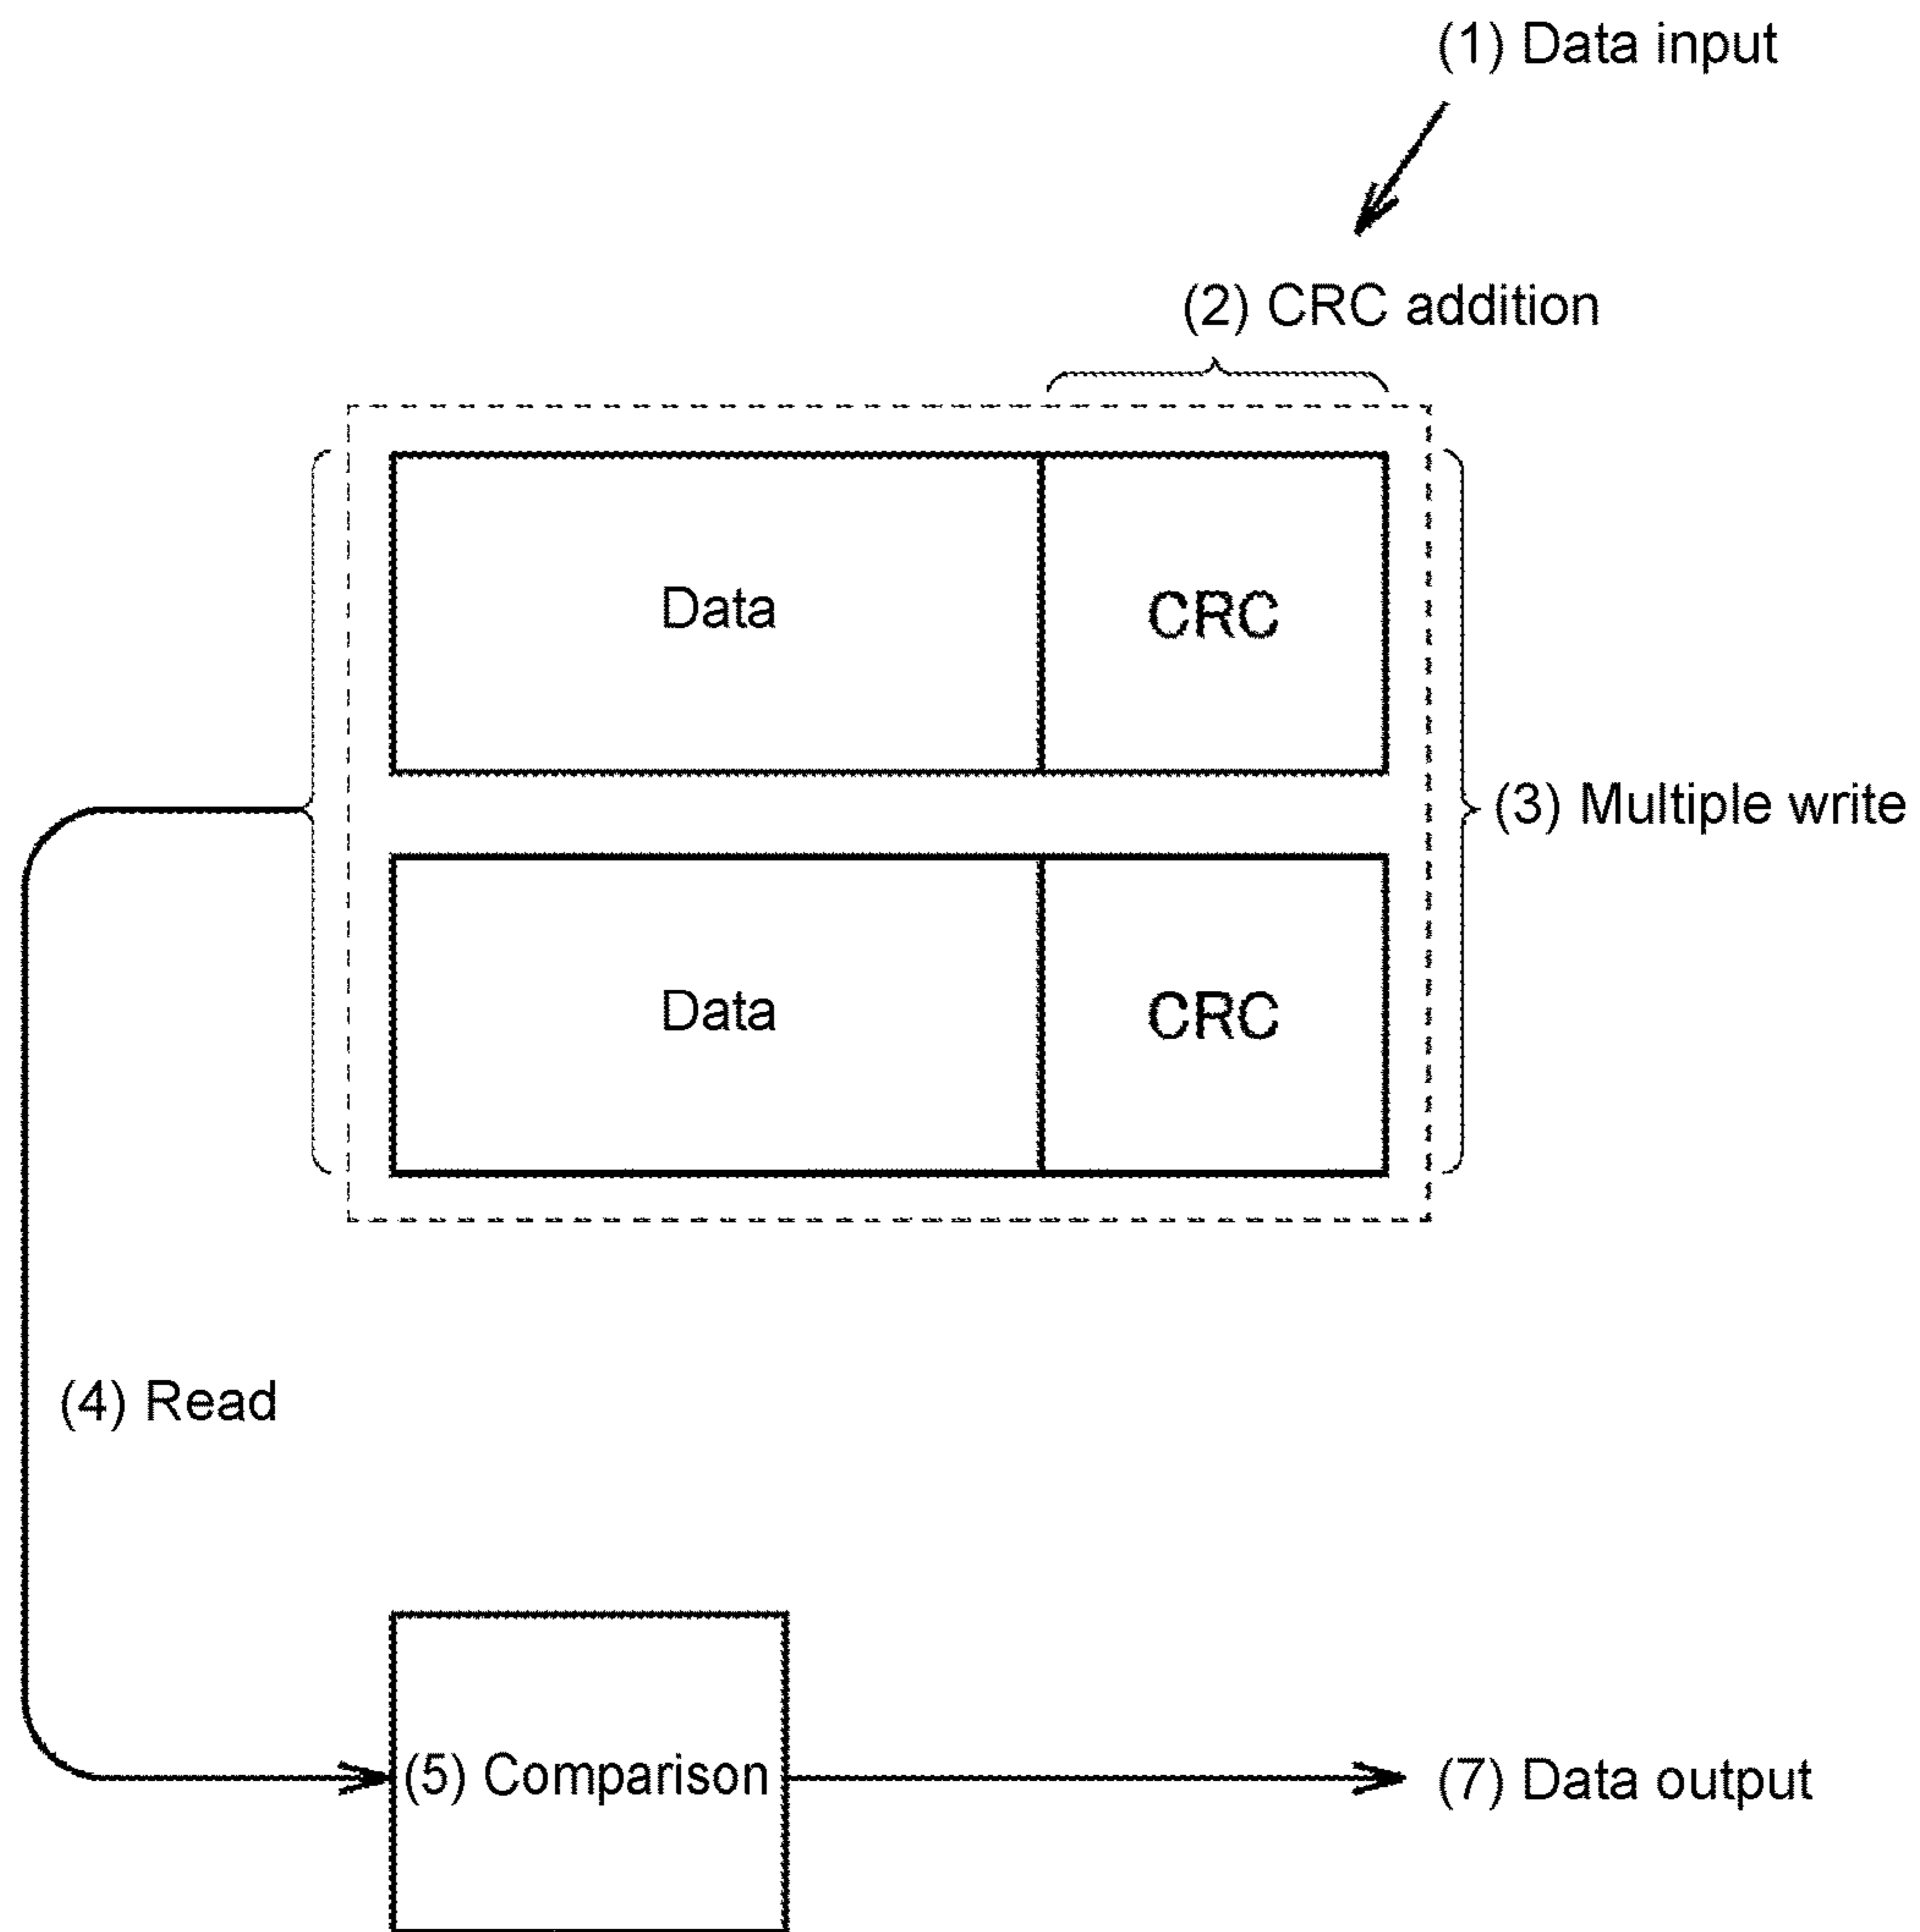 (1) Data input
(2) CRC addition
Data
CRC
(3) Multiple write
Data
CRC
(4) Read
(5) Comparison
(7) Data output